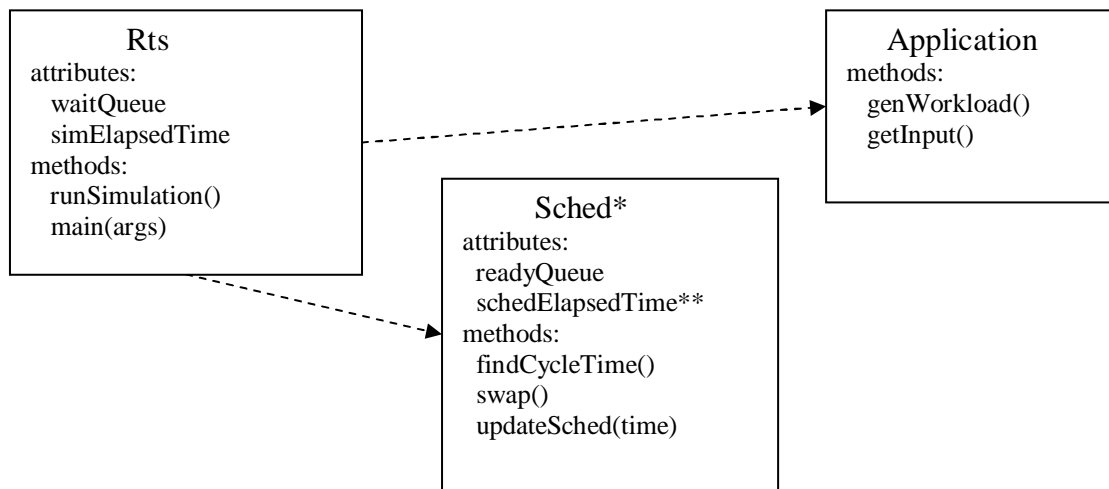 Rts
attributes:
waitQueue
simElapsedTime
methods:
runSimulation()
main(args)
Application
methods:
genWorkload()
getInput()
Sched*
attributes:
readyQueue
schedElapsedTime**
methods:
findCycleTime()
swap()
updateSched(time)